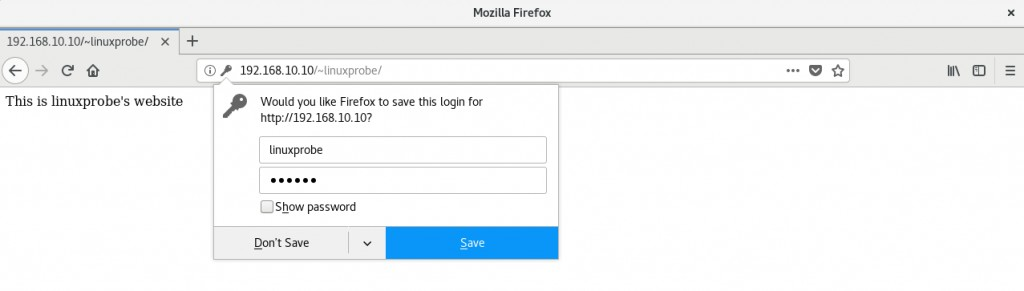 Mozilla Firefox
192.168.10.10/~linuxprobe/
192.168.10.10/~linuxprobe/
This is linuxprobe's website
Would you like Firefox to save this login for
http://192.168.10.10?
linuxprobe
●●●●●●
Show password
Don't Save
Save